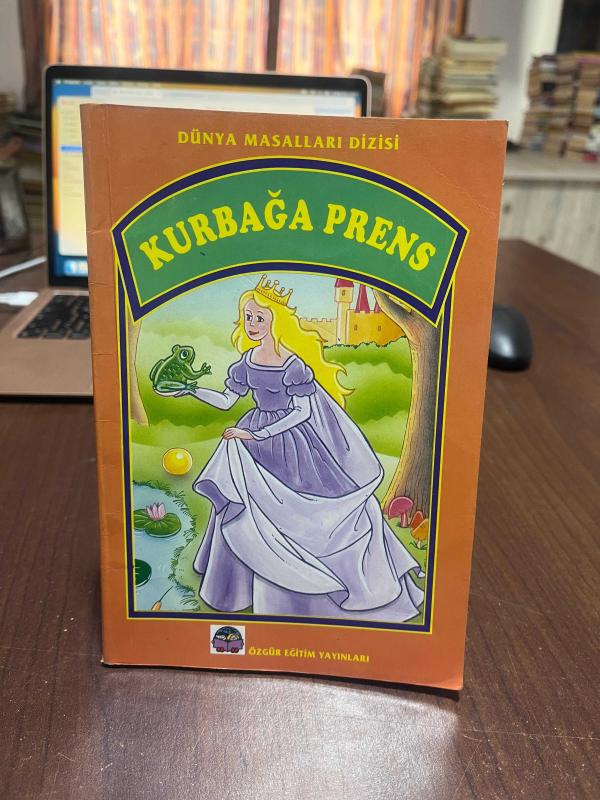 DÜNYA MASALLARI DİZİSİ
KURBAĞA PRENS
ÖZGÜR EĞİTİM YAYINLARI